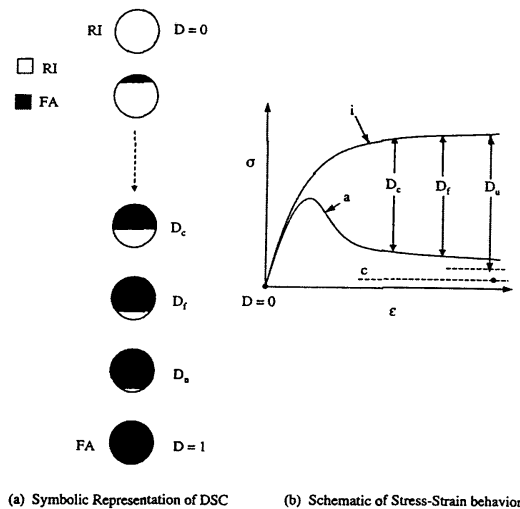 RI D = 0
RI
FA
D_c
D_f
D_u
FA D = 1
(a) Symbolic Representation of DSC
i
σ
D_c D_f D_u
a
c
D = 0
ε
(b) Schematic of Stress-Strain behavior